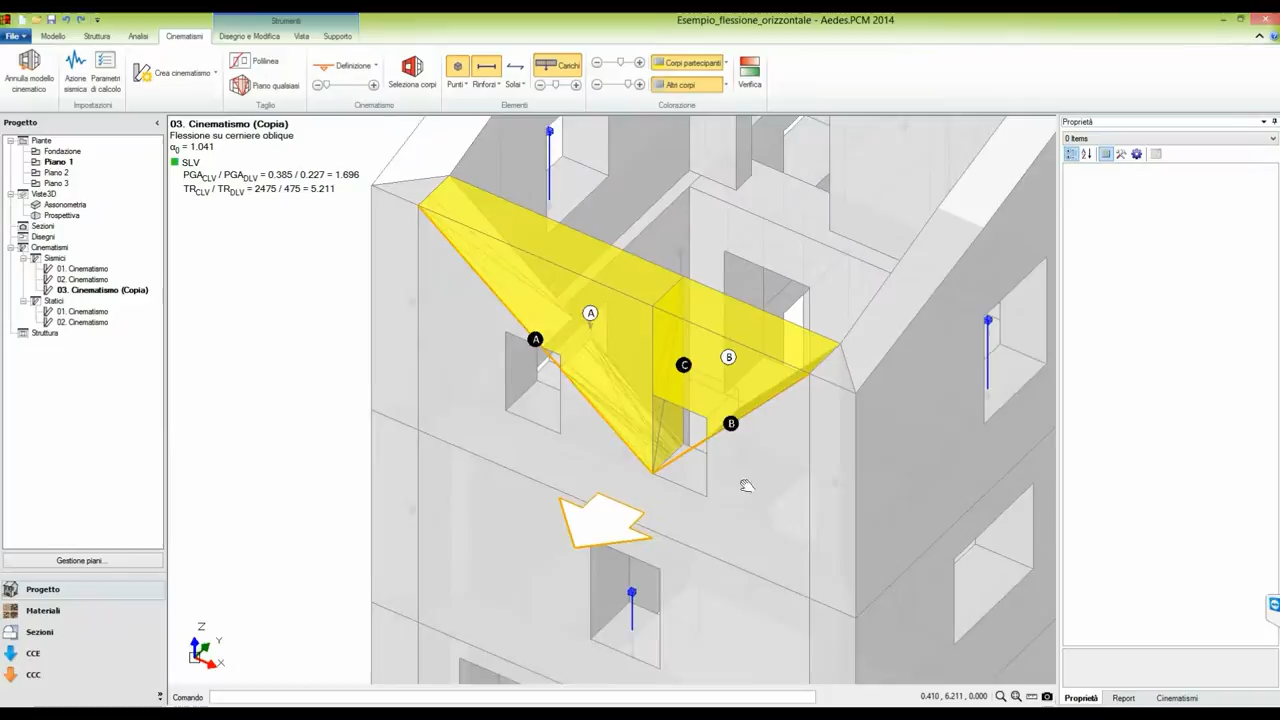 Strumenti
Esempio_flessione_orizzontale - Aedes.PCM 2014
File
Modello
Struttura
Analisi
Cinematismi
Disegno e Modifica
Vista
Supporto
Annulla modello
cinematico
Azione
sismica
Parametri
di calcolo
Impostazioni
Crea cinematismo
Polilinea
Piano qualsiasi
Taglio
Definizione
Cinematismo
Seleziona corpi
Punti
Rinforzi
Solai
Carichi
Elementi
Corpi partecipanti
Altri corpi
Colorazione
Verifica
Progetto
Piante
Fondazione
Piano 1
Piano 2
Piano 3
Viste3D
Assonometria
Prospettiva
Sezioni
Disegni
Cinematismi
Sismici
01. Cinematismo
02. Cinematismo
03. Cinematismo (Copia)
Statici
01. Cinematismo
02. Cinematismo
Struttura
Gestione piani...
Progetto
Materiali
Sezioni
CCE
CCC
03. Cinematismo (Copia)
Flessione su cerniere oblique
α0 = 1.041
SLV
PGACLV / PGADLV = 0.385 / 0.227 = 1.696
TRCLV / TRDLV = 2475 / 475 = 5.211
A
A
B
C
B
Z
Y
X
Comando
0.410 , 6.211 , 0.000
Proprietà
0 Items
Proprietà
Report
Cinematismi